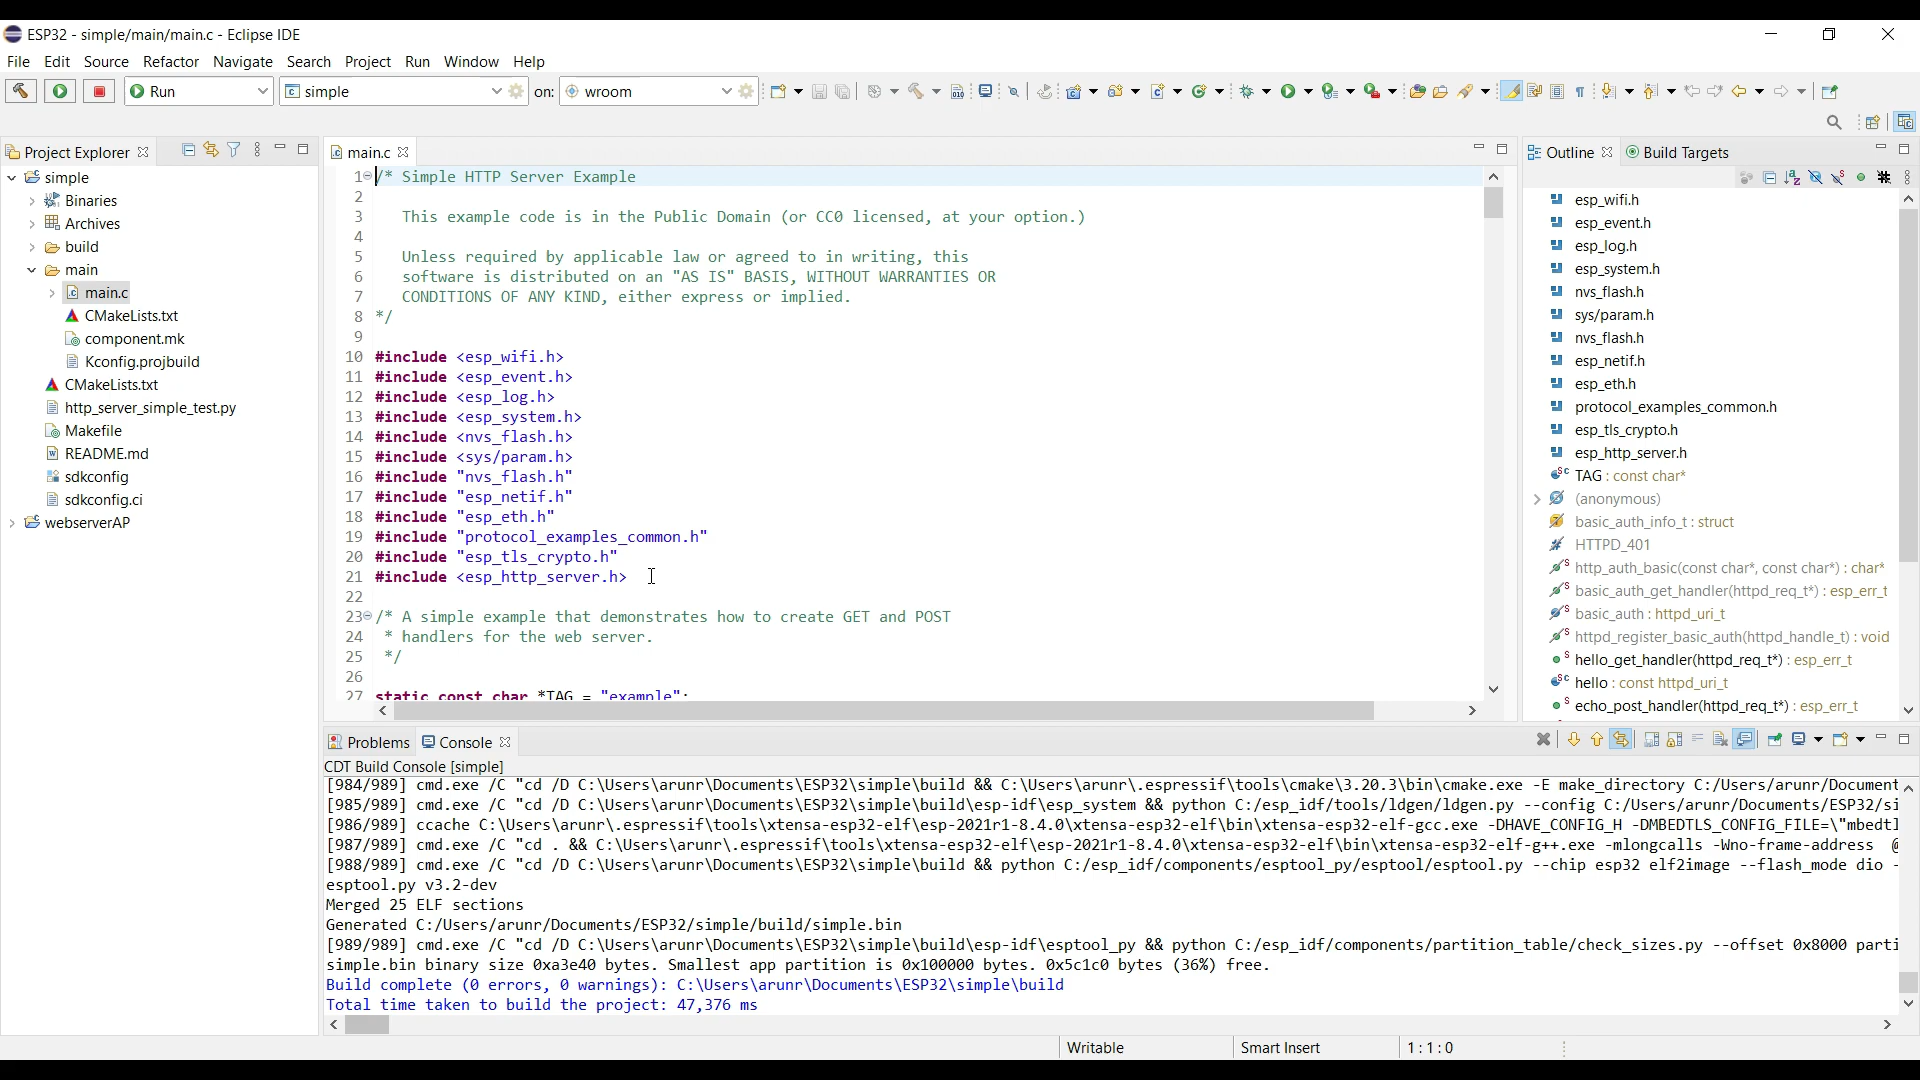 ESP32 - simple/main/main.c - Eclipse IDE
File Edit Source Refactor Navigate Search Project Run Window Help
Run simple on: wroom
Project Explorer
simple
Binaries
Archives
build
main
main.c
CMakeLists.txt
component.mk
Kconfig.projbuild
CMakeLists.txt
http_server_simple_test.py
Makefile
README.md
sdkconfig
sdkconfig.ci
webserverAP
main.c
1 /* Simple HTTP Server Example
2
3 This example code is in the Public Domain (or CC0 licensed, at your option.)
4
5 Unless required by applicable law or agreed to in writing, this
6 software is distributed on an "AS IS" BASIS, WITHOUT WARRANTIES OR
7 CONDITIONS OF ANY KIND, either express or implied.
8 */
9
10 #include <esp_wifi.h>
11 #include <esp_event.h>
12 #include <esp_log.h>
13 #include <esp_system.h>
14 #include <nvs_flash.h>
15 #include <sys/param.h>
16 #include "nvs_flash.h"
17 #include "esp_netif.h"
18 #include "esp_eth.h"
19 #include "protocol_examples_common.h"
20 #include "esp_tls_crypto.h"
21 #include <esp_http_server.h>
22
23 /* A simple example that demonstrates how to create GET and POST
24 * handlers for the web server.
25 */
26
27 static const char *TAG = "example";
Outline Build Targets
esp_wifi.h
esp_event.h
esp_log.h
esp_system.h
nvs_flash.h
sys/param.h
nvs_flash.h
esp_netif.h
esp_eth.h
protocol_examples_common.h
esp_tls_crypto.h
esp_http_server.h
TAG : const char*
(anonymous)
basic_auth_info_t : struct
HTTPD_401
http_auth_basic(const char*, const char*) : char*
basic_auth_get_handler(httpd_req_t*) : esp_err_t
basic_auth : httpd_uri_t
httpd_register_basic_auth(httpd_handle_t) : void
hello_get_handler(httpd_req_t*) : esp_err_t
hello : const httpd_uri_t
echo_post_handler(httpd_req_t*) : esp_err_t
Problems Console
CDT Build Console [simple]
[984/989] cmd.exe /C "cd /D C:\Users\arunr\Documents\ESP32\simple\build && C:\Users\arunr\.espressif\tools\cmake\3.20.3\bin\cmake.exe -E make_directory C:/Users/arunr/Document
[985/989] cmd.exe /C "cd /D C:\Users\arunr\Documents\ESP32\simple\build\esp-idf\esp_system && python C:/esp_idf/tools/ldgen/ldgen.py --config C:/Users/arunr/Documents/ESP32/si
[986/989] ccache C:\Users\arunr\.espressif\tools\xtensa-esp32-elf\esp-2021r1-8.4.0\xtensa-esp32-elf\bin\xtensa-esp32-elf-gcc.exe -DHAVE_CONFIG_H -DMBEDTLS_CONFIG_FILE=\"mbedtl
[987/989] cmd.exe /C "cd . && C:\Users\arunr\.espressif\tools\xtensa-esp32-elf\esp-2021r1-8.4.0\xtensa-esp32-elf\bin\xtensa-esp32-elf-g++.exe -mlongcalls -Wno-frame-address @
[988/989] cmd.exe /C "cd /D C:\Users\arunr\Documents\ESP32\simple\build && python C:/esp_idf/components/esptool_py/esptool/esptool.py --chip esp32 elf2image --flash_mode dio -
esptool.py v3.2-dev
Merged 25 ELF sections
Generated C:/Users/arunr/Documents/ESP32/simple/build/simple.bin
[989/989] cmd.exe /C "cd /D C:\Users\arunr\Documents\ESP32\simple\build\esp-idf\esptool_py && python C:/esp_idf/components/partition_table/check_sizes.py --offset 0x8000 parti
simple.bin binary size 0xa3e40 bytes. Smallest app partition is 0x100000 bytes. 0x5c1c0 bytes (36%) free.
Build complete (0 errors, 0 warnings): C:\Users\arunr\Documents\ESP32\simple\build
Total time taken to build the project: 47,376 ms
Writable Smart Insert 1 : 1 : 0